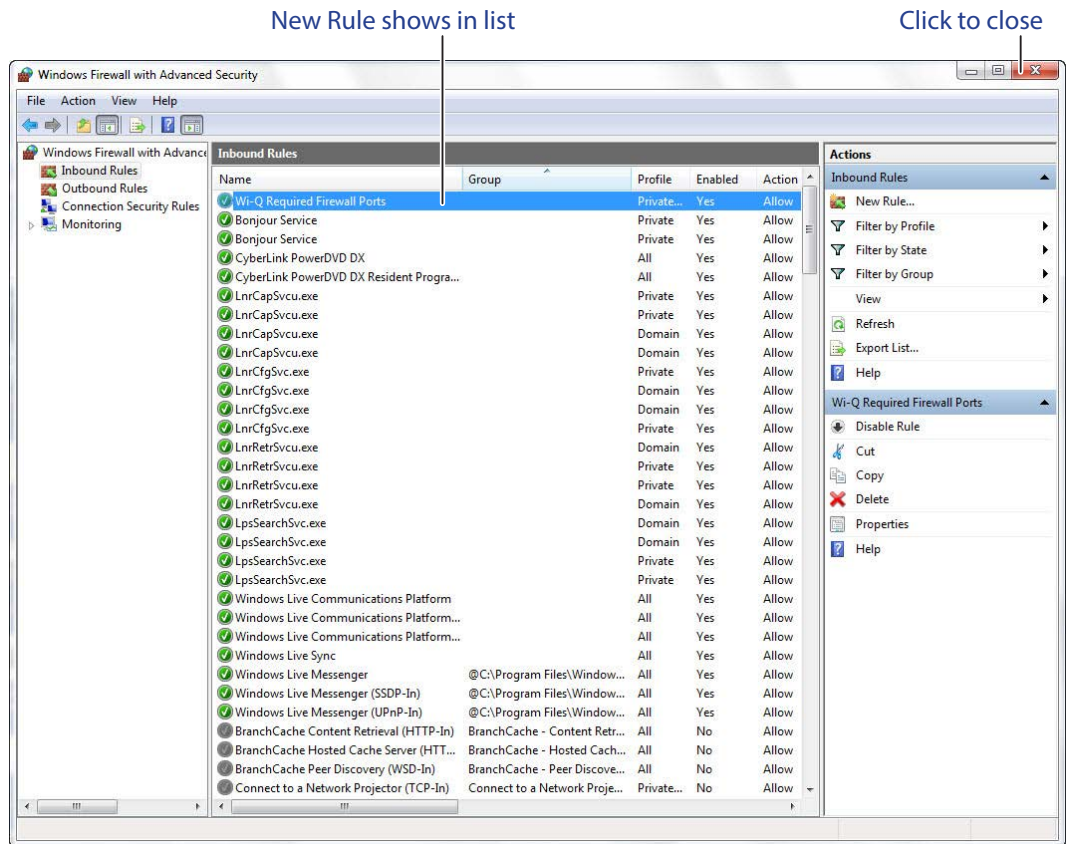 New Rule shows in list
Click to close
Windows Firewall with Advanced Security
File Action View Help
Windows Firewall with Advance
Inbound Rules
Outbound Rules
Connection Security Rules
Monitoring
Inbound Rules
Name Group Profile Enabled Action
Wi-Q Required Firewall Ports Private... Yes Allow
Bonjour Service Private Yes Allow
Bonjour Service Private Yes Allow
CyberLink PowerDVD DX All Yes Allow
CyberLink PowerDVD DX Resident Progra... All Yes Allow
LnrCapSvcu.exe Private Yes Allow
LnrCapSvcu.exe Private Yes Allow
LnrCapSvcu.exe Domain Yes Allow
LnrCapSvcu.exe Domain Yes Allow
LnrCfgSvc.exe Private Yes Allow
LnrCfgSvc.exe Domain Yes Allow
LnrCfgSvc.exe Domain Yes Allow
LnrCfgSvc.exe Private Yes Allow
LnrRetrSvcu.exe Domain Yes Allow
LnrRetrSvcu.exe Private Yes Allow
LnrRetrSvcu.exe Private Yes Allow
LnrRetrSvcu.exe Domain Yes Allow
LpsSearchSvc.exe Domain Yes Allow
LpsSearchSvc.exe Domain Yes Allow
LpsSearchSvc.exe Private Yes Allow
LpsSearchSvc.exe Private Yes Allow
Windows Live Communications Platform All Yes Allow
Windows Live Communications Platform... All Yes Allow
Windows Live Communications Platform... All Yes Allow
Windows Live Sync All Yes Allow
Windows Live Messenger @C:\Program Files\Window... All Yes Allow
Windows Live Messenger (SSDP-In) @C:\Program Files\Window... All Yes Allow
Windows Live Messenger (UPnP-In) @C:\Program Files\Window... All Yes Allow
BranchCache Content Retrieval (HTTP-In) BranchCache - Content Retr... All No Allow
BranchCache Hosted Cache Server (HTT... BranchCache - Hosted Cach... All No Allow
BranchCache Peer Discovery (WSD-In) BranchCache - Peer Discove... All No Allow
Connect to a Network Projector (TCP-In) Connect to a Network Proje... Private... No Allow
Actions
Inbound Rules
New Rule...
Filter by Profile
Filter by State
Filter by Group
View
Refresh
Export List...
Help
Wi-Q Required Firewall Ports
Disable Rule
Cut
Copy
Delete
Properties
Help